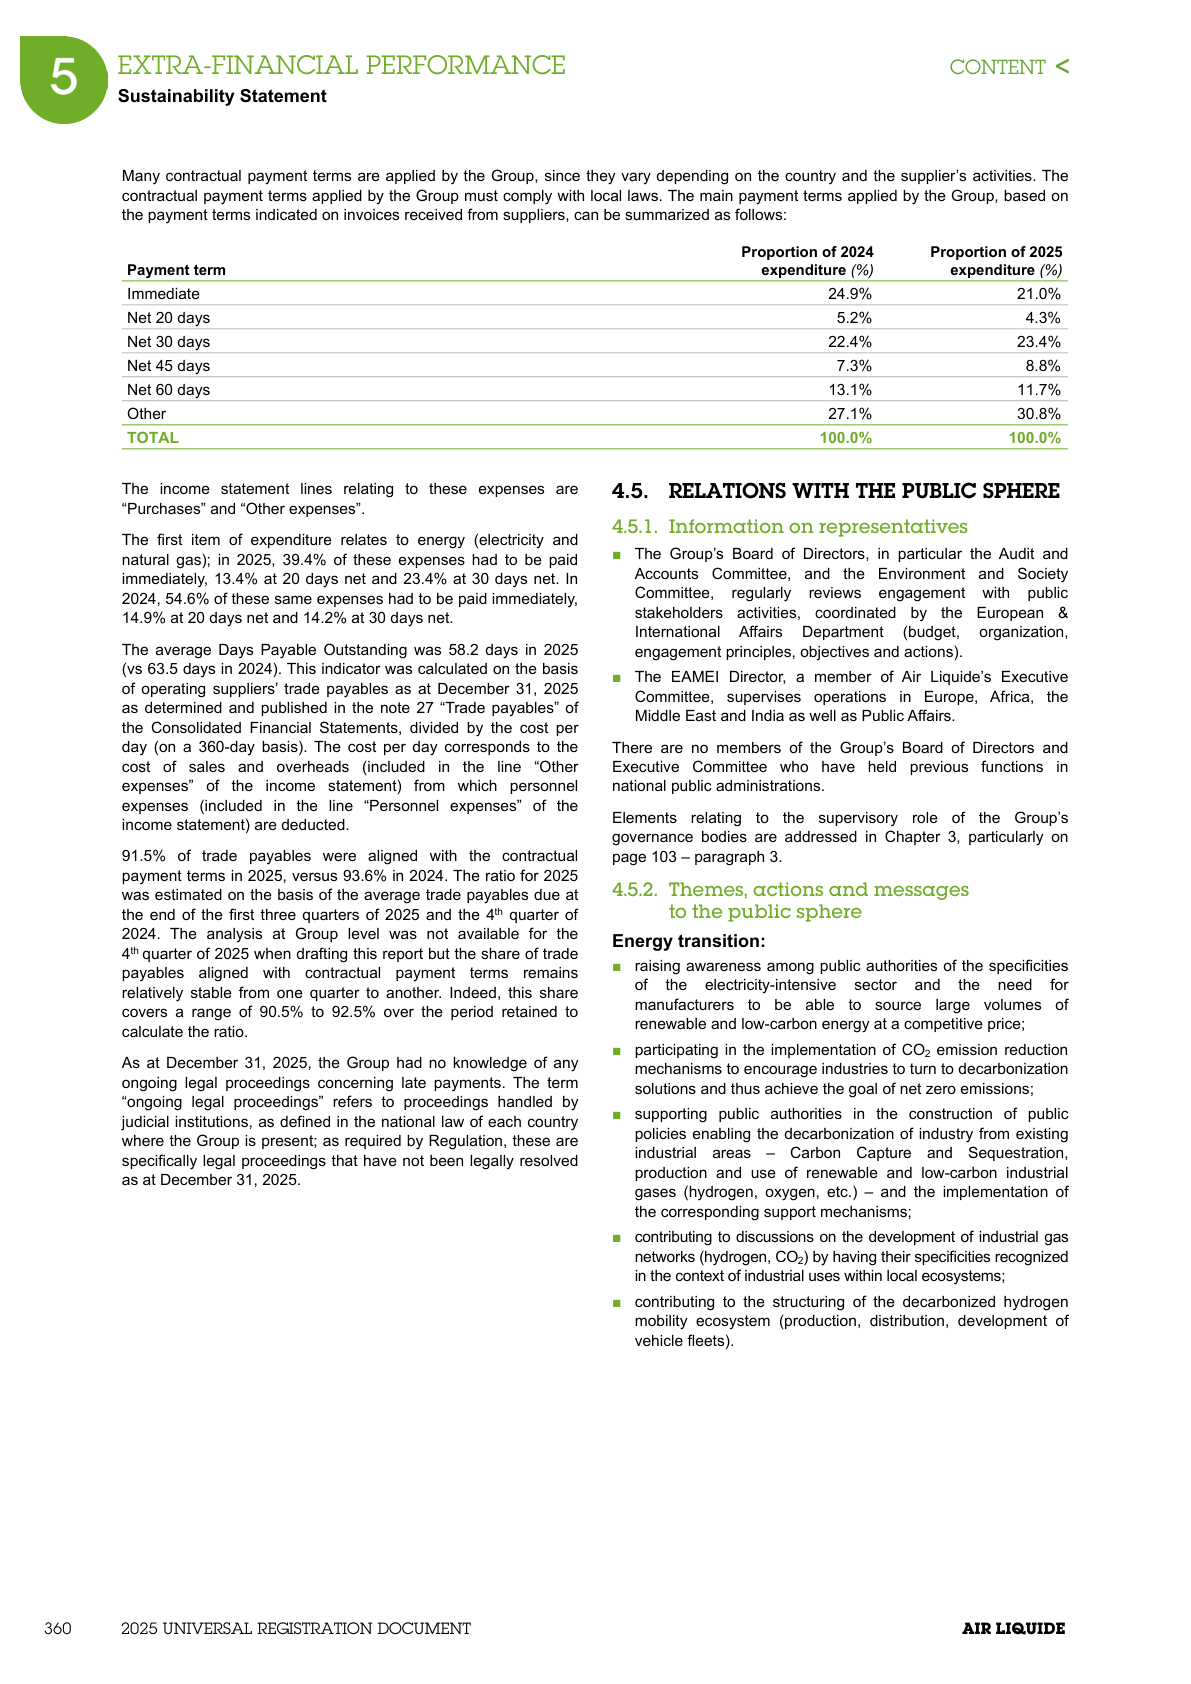 5
EXTRA-FINANCIAL PERFORMANCE
CONTENT <
Sustainability Statement
Many contractual payment terms are applied by the Group, since they vary depending on the country and the supplier’s activities. The
contractual payment terms applied by the Group must comply with local laws. The main payment terms applied by the Group, based on
the payment terms indicated on invoices received from suppliers, can be summarized as follows:
Payment term | Proportion of 2024 expenditure (%) | Proportion of 2025 expenditure (%)
Immediate 24.9% 21.0%
Net 20 days 5.2% 4.3%
Net 30 days 22.4% 23.4%
Net 45 days 7.3% 8.8%
Net 60 days 13.1% 11.7%
Other 27.1% 30.8%
TOTAL 100.0% 100.0%
The income statement lines relating to these expenses are
“Purchases” and “Other expenses”.
The first item of expenditure relates to energy (electricity and
natural gas); in 2025, 39.4% of these expenses had to be paid
immediately, 13.4% at 20 days net and 23.4% at 30 days net. In
2024, 54.6% of these same expenses had to be paid immediately,
14.9% at 20 days net and 14.2% at 30 days net.
The average Days Payable Outstanding was 58.2 days in 2025
(vs 63.5 days in 2024). This indicator was calculated on the basis
of operating suppliers’ trade payables as at December 31, 2025
as determined and published in the note 27 “Trade payables” of
the Consolidated Financial Statements, divided by the cost per
day (on a 360-day basis). The cost per day corresponds to the
cost of sales and overheads (included in the line “Other
expenses” of the income statement) from which personnel
expenses (included in the line “Personnel expenses” of the
income statement) are deducted.
91.5% of trade payables were aligned with the contractual
payment terms in 2025, versus 93.6% in 2024. The ratio for 2025
was estimated on the basis of the average trade payables due at
the end of the first three quarters of 2025 and the 4th quarter of
2024. The analysis at Group level was not available for the
4th quarter of 2025 when drafting this report but the share of trade
payables aligned with contractual payment terms remains
relatively stable from one quarter to another. Indeed, this share
covers a range of 90.5% to 92.5% over the period retained to
calculate the ratio.
As at December 31, 2025, the Group had no knowledge of any
ongoing legal proceedings concerning late payments. The term
“ongoing legal proceedings” refers to proceedings handled by
judicial institutions, as defined in the national law of each country
where the Group is present; as required by Regulation, these are
specifically legal proceedings that have not been legally resolved
as at December 31, 2025.
4.5. RELATIONS WITH THE PUBLIC SPHERE
4.5.1. Information on representatives
■ The Group’s Board of Directors, in particular the Audit and
Accounts Committee, and the Environment and Society
Committee, regularly reviews engagement with public
stakeholders activities, coordinated by the European &
International Affairs Department (budget, organization,
engagement principles, objectives and actions).
■ The EAMEI Director, a member of Air Liquide’s Executive
Committee, supervises operations in Europe, Africa, the
Middle East and India as well as Public Affairs.
There are no members of the Group’s Board of Directors and
Executive Committee who have held previous functions in
national public administrations.
Elements relating to the supervisory role of the Group’s
governance bodies are addressed in Chapter 3, particularly on
page 103 – paragraph 3.
4.5.2. Themes, actions and messages
to the public sphere
Energy transition:
■ raising awareness among public authorities of the specificities
of the electricity-intensive sector and the need for
manufacturers to be able to source large volumes of
renewable and low-carbon energy at a competitive price;
■ participating in the implementation of CO2 emission reduction
mechanisms to encourage industries to turn to decarbonization
solutions and thus achieve the goal of net zero emissions;
■ supporting public authorities in the construction of public
policies enabling the decarbonization of industry from existing
industrial areas – Carbon Capture and Sequestration,
production and use of renewable and low-carbon industrial
gases (hydrogen, oxygen, etc.) – and the implementation of
the corresponding support mechanisms;
■ contributing to discussions on the development of industrial gas
networks (hydrogen, CO2) by having their specificities recognized
in the context of industrial uses within local ecosystems;
■ contributing to the structuring of the decarbonized hydrogen
mobility ecosystem (production, distribution, development of
vehicle fleets).
360 2025 UNIVERSAL REGISTRATION DOCUMENT AIR LIQUIDE